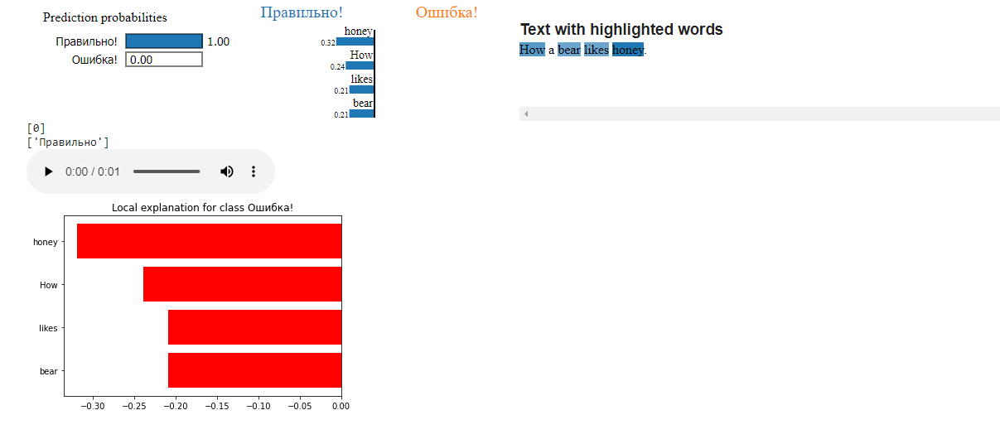 Prediction probabilities
Правильно! 1.00
Ошибка! 0.00
Правильно! Ошибка!
honey
0.32
How
0.24
likes
0.21
bear
0.21
Text with highlighted words
How a bear likes honey.
[0]
['Правильно']
0:00 / 0:01
Local explanation for class Ошибка!
honey
How
likes
bear
−0.30 −0.25 −0.20 −0.15 −0.10 −0.05 0.00